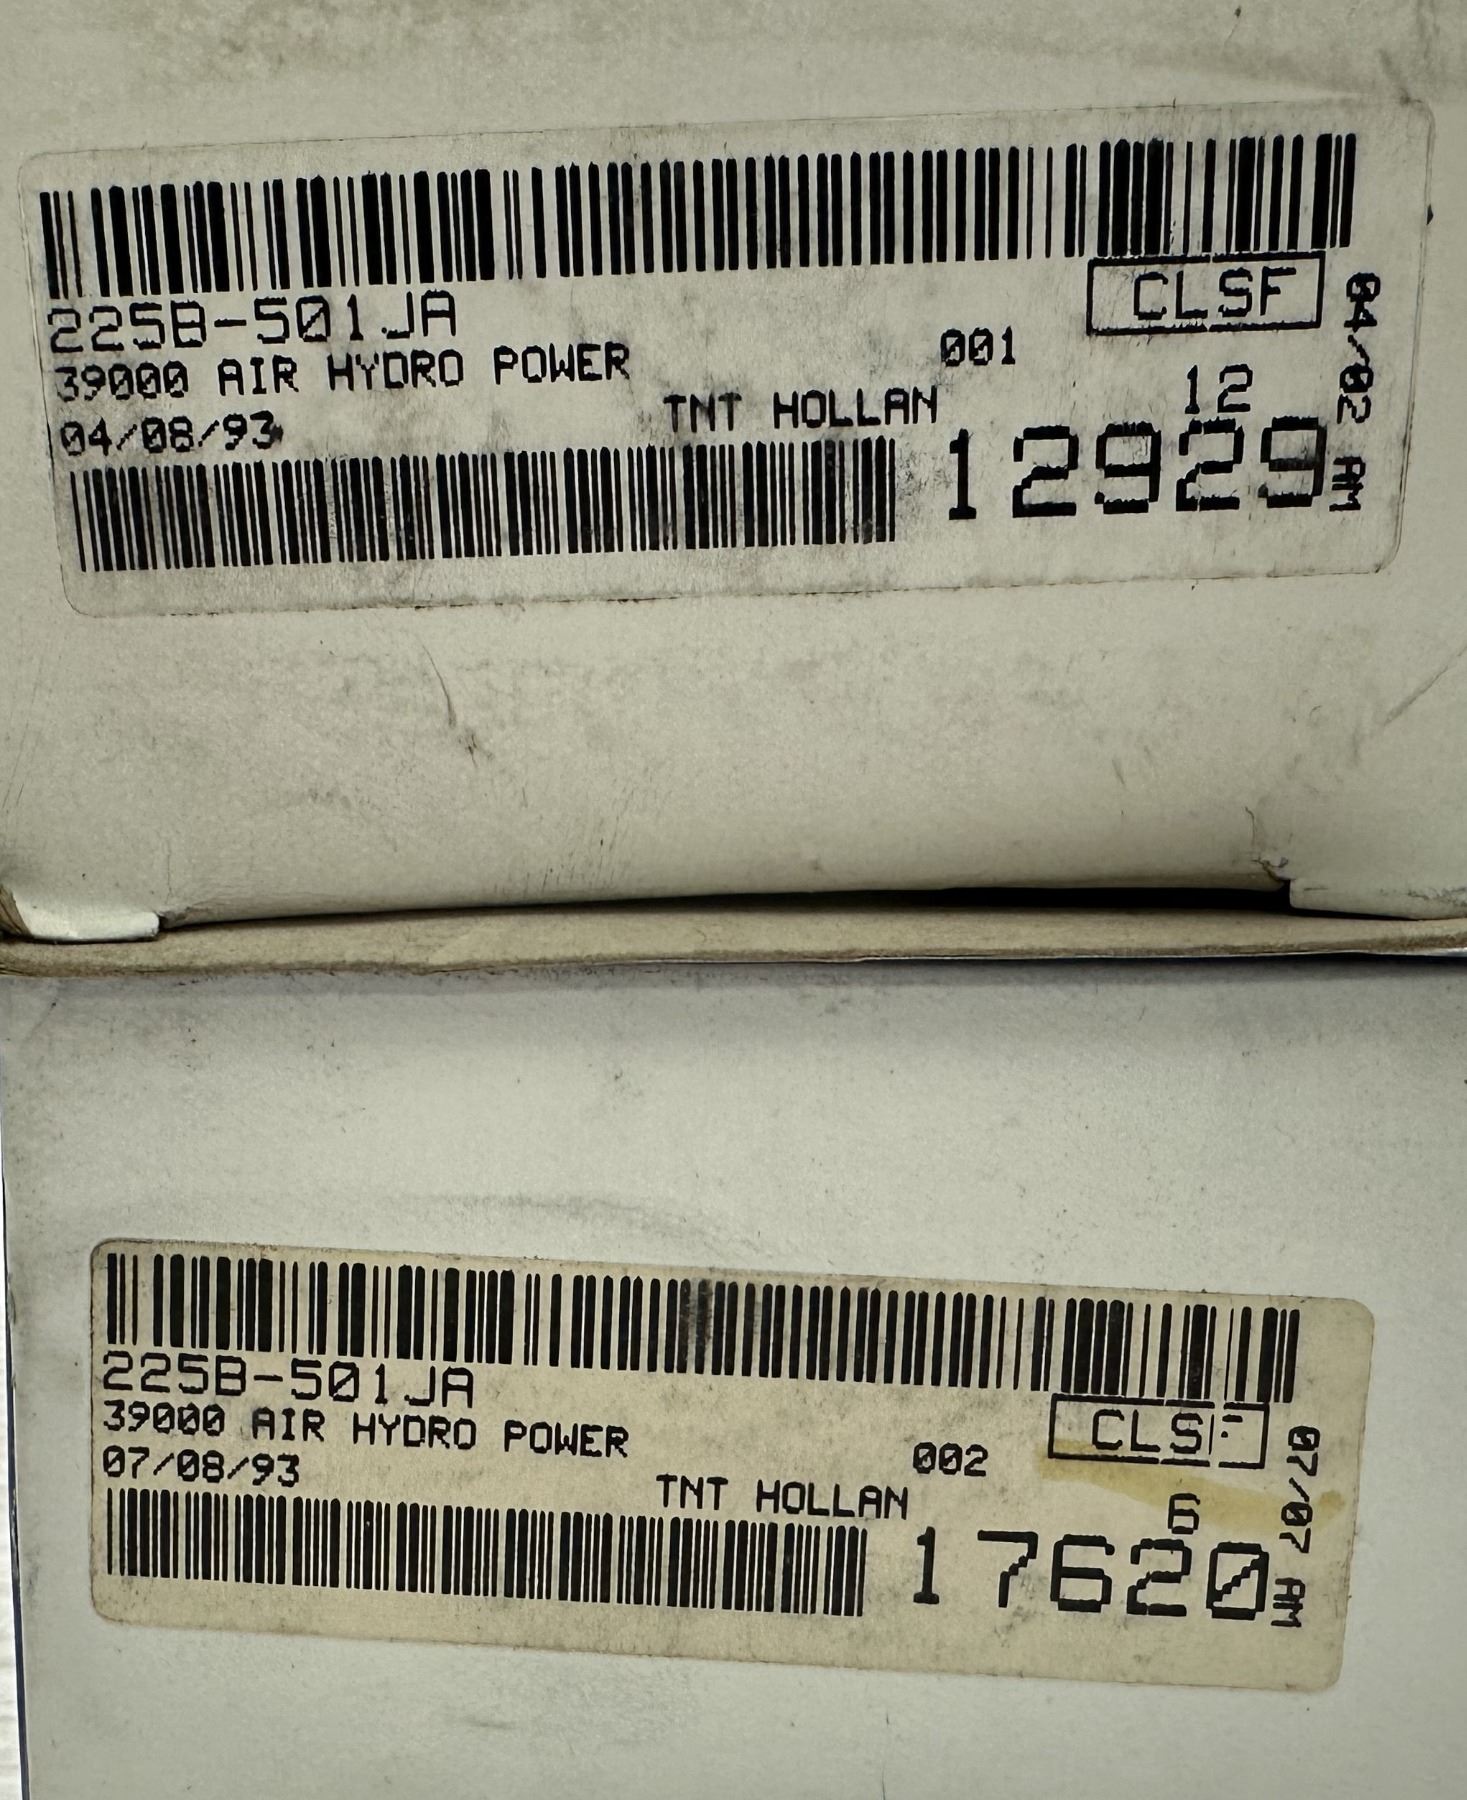 225B-501JA
CLSF
39000 AIR HYDRO POWER
001
04/08/93
TNT HOLLAN
12
12929
04/02 AM
225B-501JA
CLSF
39000 AIR HYDRO POWER
002
07/08/93
TNT HOLLAN
6
17620
07/07 AM